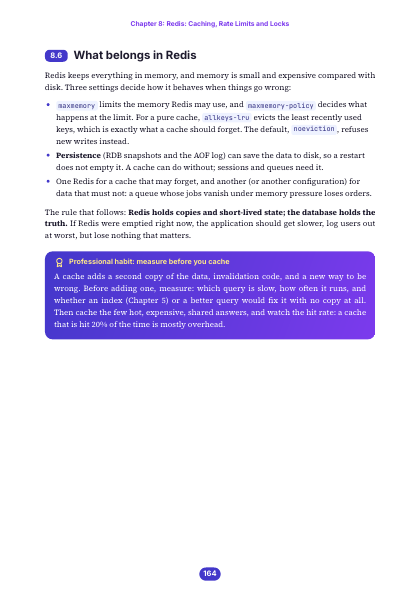 Chapter 8: Redis: Caching, Rate Limits and Locks
8.6 What belongs in Redis
Redis keeps everything in memory, and memory is small and expensive compared with
disk. Three settings decide how it behaves when things go wrong:
• maxmemory limits the memory Redis may use, and maxmemory-policy decides what
happens at the limit. For a pure cache, allkeys-lru evicts the least recently used
keys, which is exactly what a cache should forget. The default, noeviction, refuses
new writes instead.
• Persistence (RDB snapshots and the AOF log) can save the data to disk, so a restart
does not empty it. A cache can do without; sessions and queues need it.
• One Redis for a cache that may forget, and another (or another configuration) for
data that must not: a queue whose jobs vanish under memory pressure loses orders.
The rule that follows: Redis holds copies and short-lived state; the database holds the
truth. If Redis were emptied right now, the application should get slower, log users out
at worst, but lose nothing that matters.
Professional habit: measure before you cache
A cache adds a second copy of the data, invalidation code, and a new way to be
wrong. Before adding one, measure: which query is slow, how often it runs, and
whether an index (Chapter 5) or a better query would fix it with no copy at all.
Then cache the few hot, expensive, shared answers, and watch the hit rate: a cache
that is hit 20% of the time is mostly overhead.
164